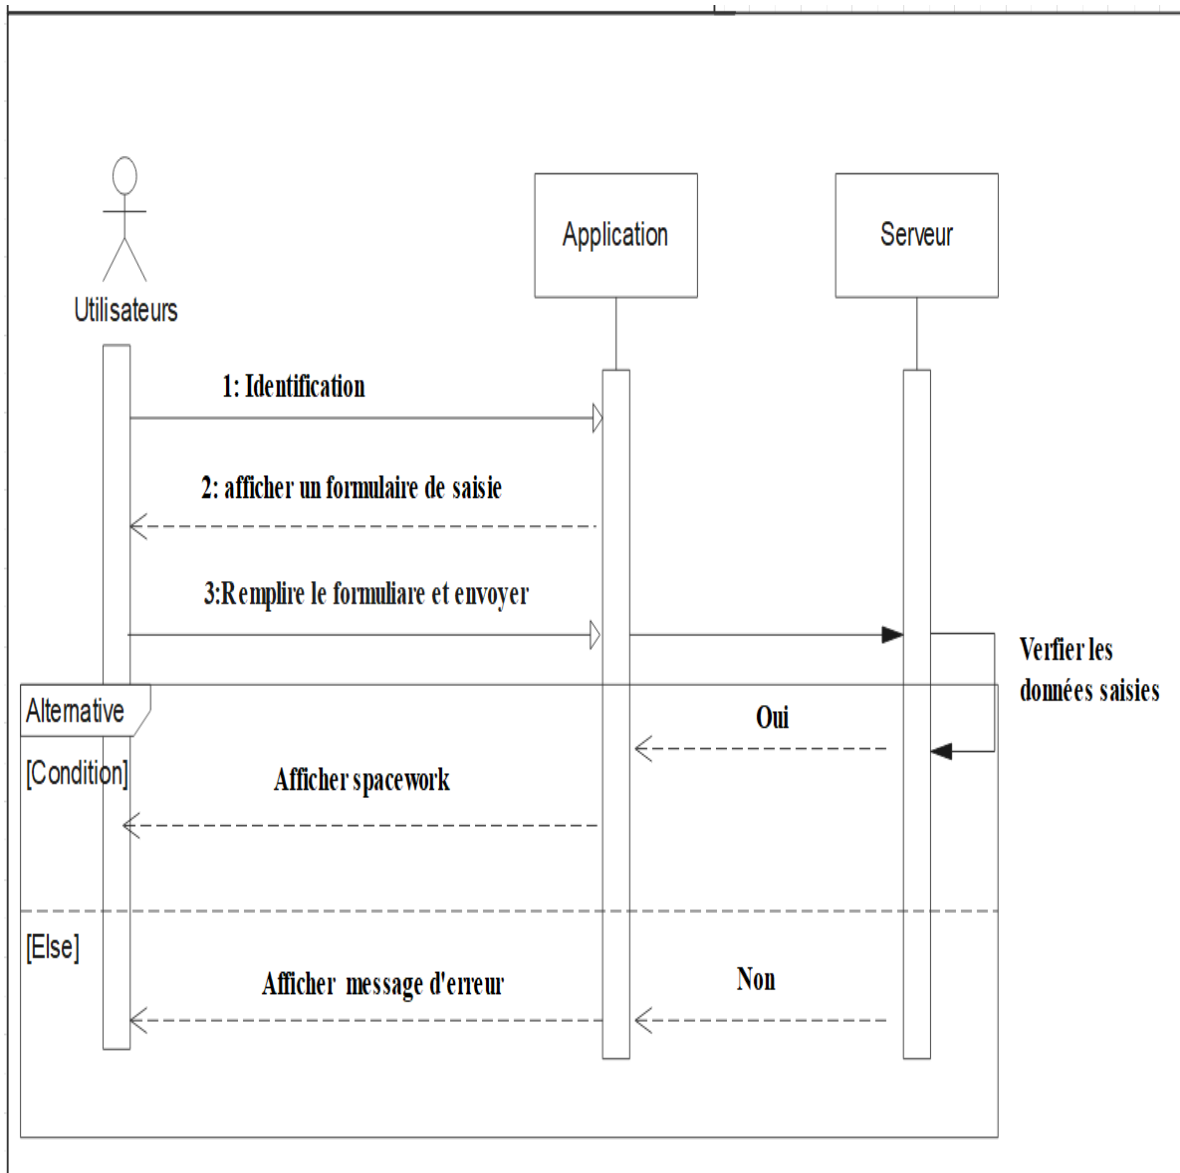 Utilisateurs
Application
Serveur
1: Identification
2: afficher un formulaire de saisie
3:Remplire le formuliare et envoyer
Verfier les
données saisies
Alternative
Oui
[Condition]
Afficher spacework
[Else]
Afficher message d'erreur
Non